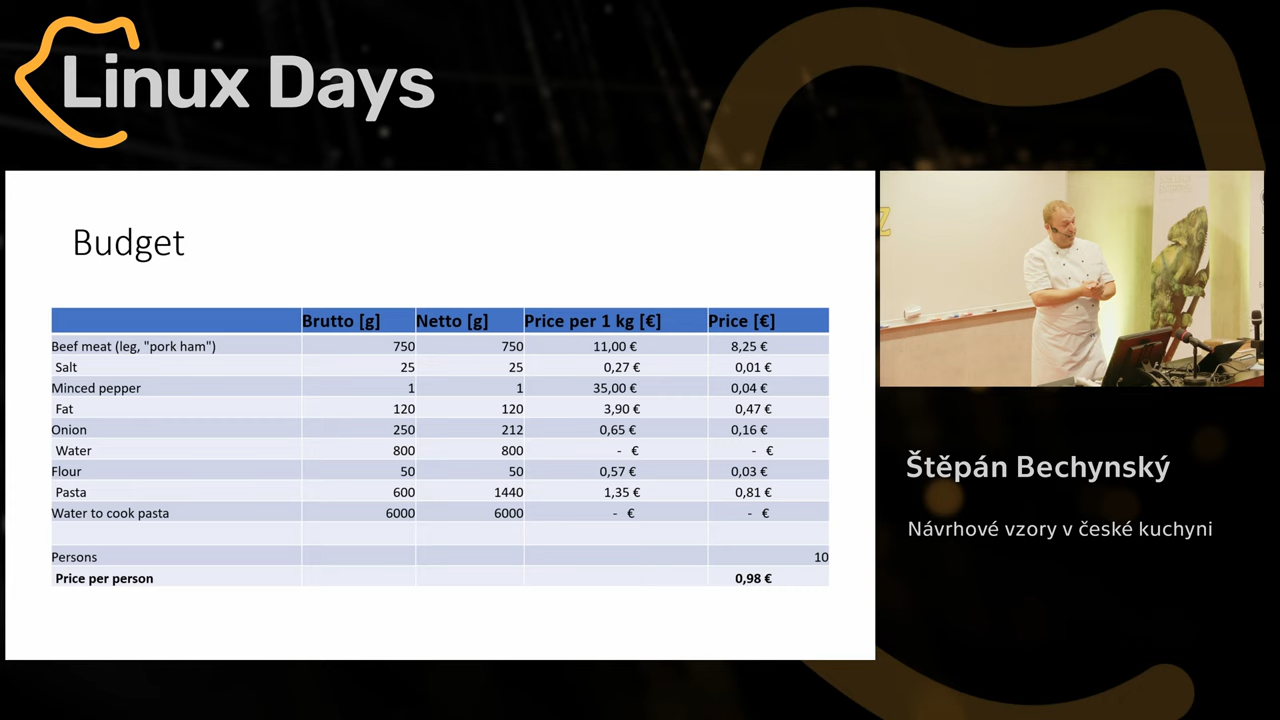 Linux Days
Budget
Brutto [g] Netto [g] Price per 1 kg [€] Price [€]
Beef meat (leg, "pork ham") 750 750 11,00 € 8,25 €
Salt 25 25 0,27 € 0,01 €
Minced pepper 1 1 35,00 € 0,04 €
Fat 120 120 3,90 € 0,47 €
Onion 250 212 0,65 € 0,16 €
Water 800 800 - € - €
Flour 50 50 0,57 € 0,03 €
Pasta 600 1440 1,35 € 0,81 €
Water to cook pasta 6000 6000 - € - €
Persons 10
Price per person 0,98 €
Z
Štěpán Bechynský
Návrhové vzory v české kuchyni